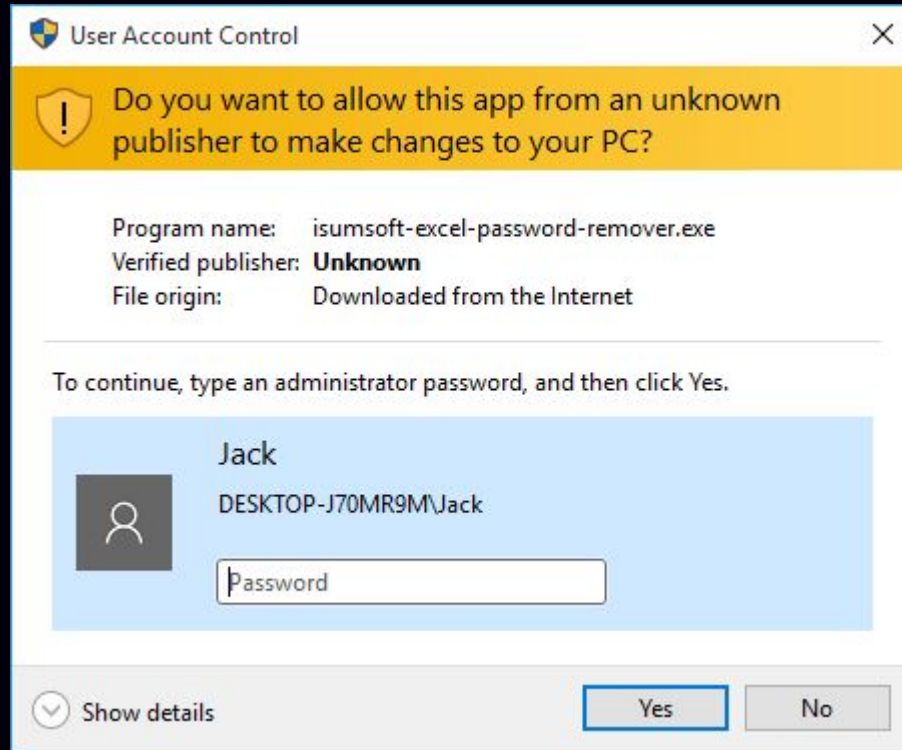 User Account Control
Do you want to allow this app from an unknown
publisher to make changes to your PC?
Program name: isumsoft-excel-password-remover.exe
Verified publisher: Unknown
File origin: Downloaded from the Internet
To continue, type an administrator password, and then click Yes.
Jack
DESKTOP-J70MR9M\Jack
Password
Show details
Yes
No